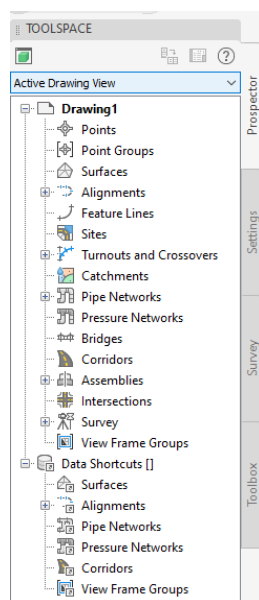 TOOLSPACE
Active Drawing View
Drawing1
Points
Point Groups
Surfaces
Alignments
Feature Lines
Sites
Turnouts and Crossovers
Catchments
Pipe Networks
Pressure Networks
Bridges
Corridors
Assemblies
Intersections
Survey
View Frame Groups
Data Shortcuts []
Surfaces
Alignments
Pipe Networks
Pressure Networks
Corridors
View Frame Groups
Prospector
Settings
Survey
Toolbox